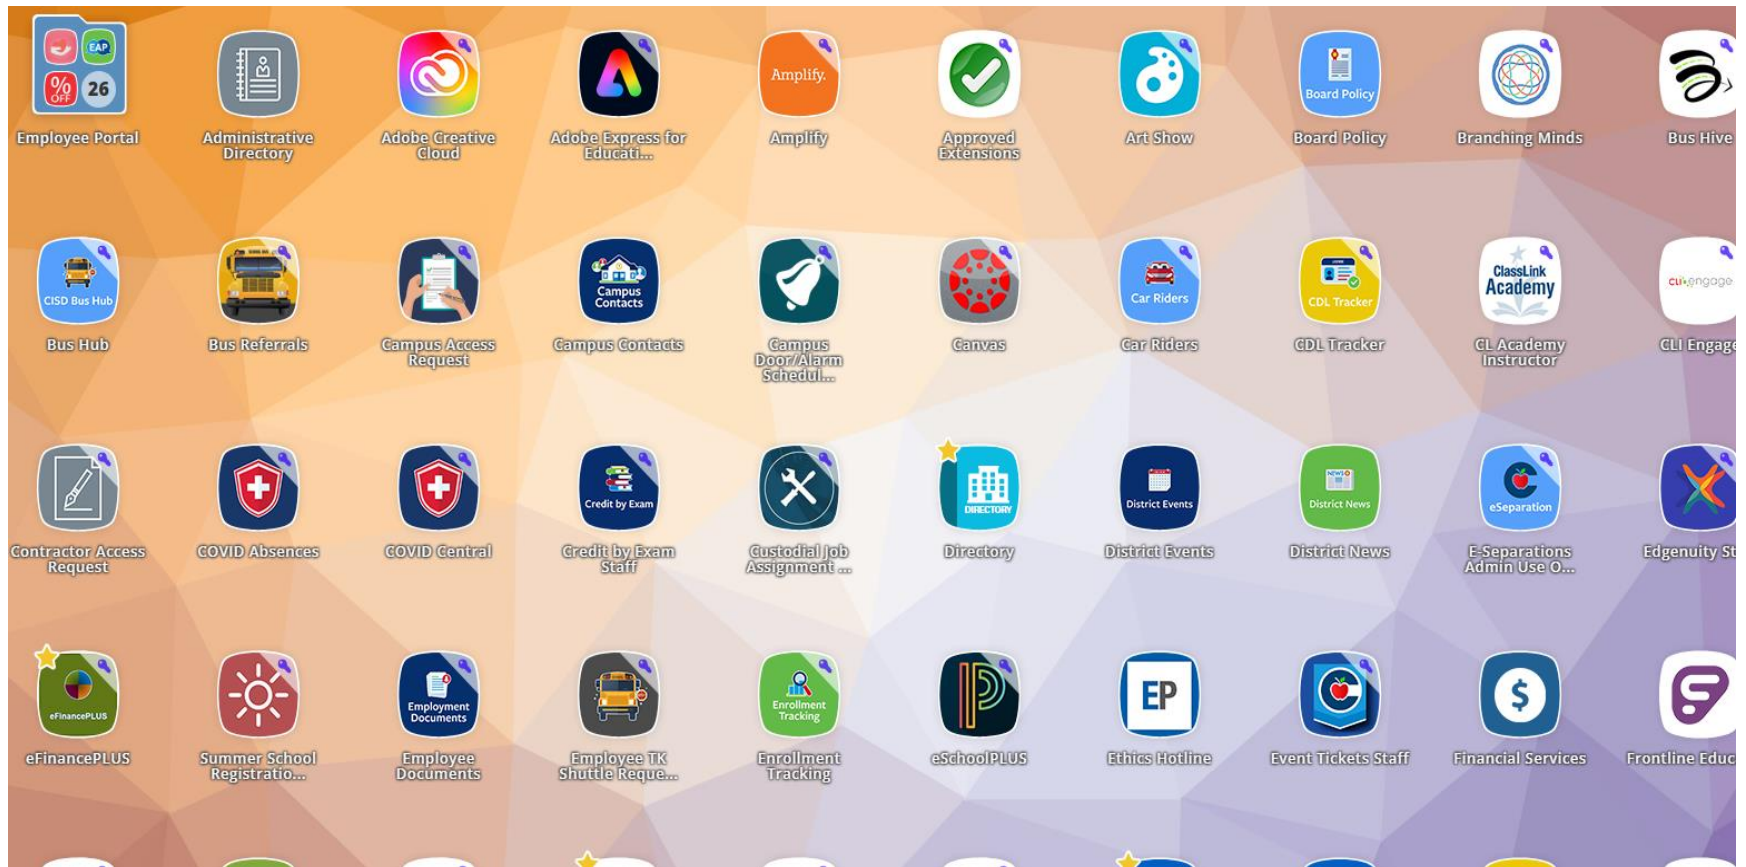 EAP
% OFF
26
Amplify.
Board Policy
Employee Portal
Administrative
Directory
Adobe Creative
Cloud
Adobe Express for
Educati...
Amplify
Approved
Extensions
Art Show
Board Policy
Branching Minds
Bus Hive
CISD Bus Hub
Campus
Contacts
Car Riders
CDL Tracker
ClassLink
Academy
CLI engage
Bus Hub
Bus Referrals
Campus Access
Request
Campus Contacts
Campus
Door/Alarm
Schedul...
Canvas
Car Riders
CDL Tracker
CL Academy
Instructor
CLI Engage
Credit by Exam
DIRECTORY
District Events
NEWS
District News
eSeparation
Contractor Access
Request
COVID Absences
COVID Central
Credit by Exam
Staff
Custodial Job
Assignment ...
Directory
District Events
District News
E-Separations
Admin Use O...
Edgenuity St
eFinancePLUS
Employment
Documents
Enrollment
Tracking
EP
$
eFinancePLUS
Summer School
Registratio...
Employee
Documents
Employee TK
Shuttle Reque...
Enrollment
Tracking
eSchoolPLUS
Ethics Hotline
Event Tickets Staff
Financial Services
Frontline Educ